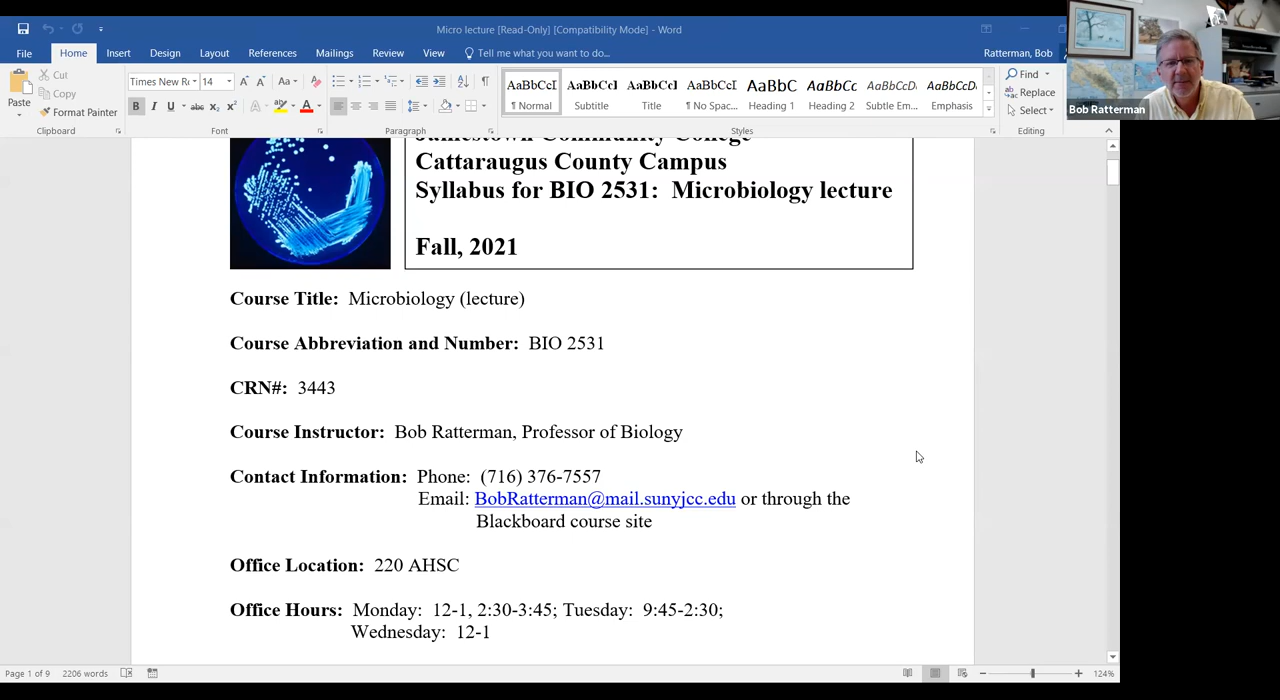 Micro lecture [Read-Only] [Compatibility Mode] - Word
File Home Insert Design Layout References Mailings Review View Tell me what you want to do... Ratterman, Bob
Paste
Cut
Copy
Format Painter
Clipboard
Times New Ro 14
Aa
B I U abc X₂ X²
Font
Paragraph
AaBbCcI AaBbCcI AaBbCcI AaBbCcI AaBbC AaBbCc AaBbCcD AaBbCcD
¶ Normal Subtitle Title ¶ No Spac... Heading 1 Heading 2 Subtle Em... Emphasis
Styles
Find
Replace
Select
Editing
Bob Ratterman
Jamestown Community College
Cattaraugus County Campus
Syllabus for BIO 2531: Microbiology lecture
Fall, 2021
Course Title: Microbiology (lecture)
Course Abbreviation and Number: BIO 2531
CRN#: 3443
Course Instructor: Bob Ratterman, Professor of Biology
Contact Information: Phone: (716) 376-7557
Email: BobRatterman@mail.sunyjcc.edu or through the
Blackboard course site
Office Location: 220 AHSC
Office Hours: Monday: 12-1, 2:30-3:45; Tuesday: 9:45-2:30;
Wednesday: 12-1
Page 1 of 9 2206 words 124%